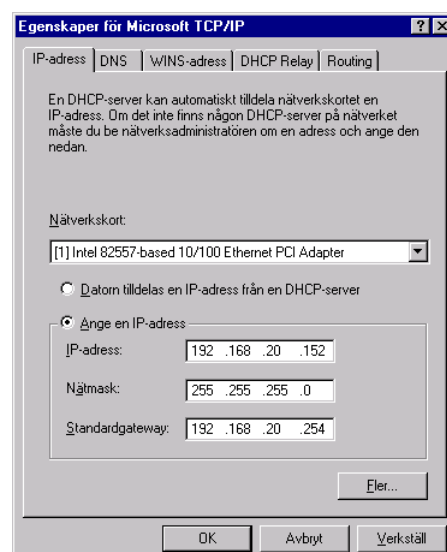 Egenskaper för Microsoft TCP/IP
IP-adress DNS WINS-adress DHCP Relay Routing
En DHCP-server kan automatiskt tilldela nätverkskortet en
IP-adress. Om det inte finns någon DHCP-server på nätverket
måste du be nätverksadministratören om en adress och ange den
nedan.
Nätverkskort:
[1] Intel 82557-based 10/100 Ethernet PCI Adapter
Datorn tilldelas en IP-adress från en DHCP-server
Ange en IP-adress
IP-adress: 192 .168 .20 .152
Nätmask: 255 .255 .255 .0
Standardgateway: 192 .168 .20 .254
Fler...
OK Avbryt Verkställ